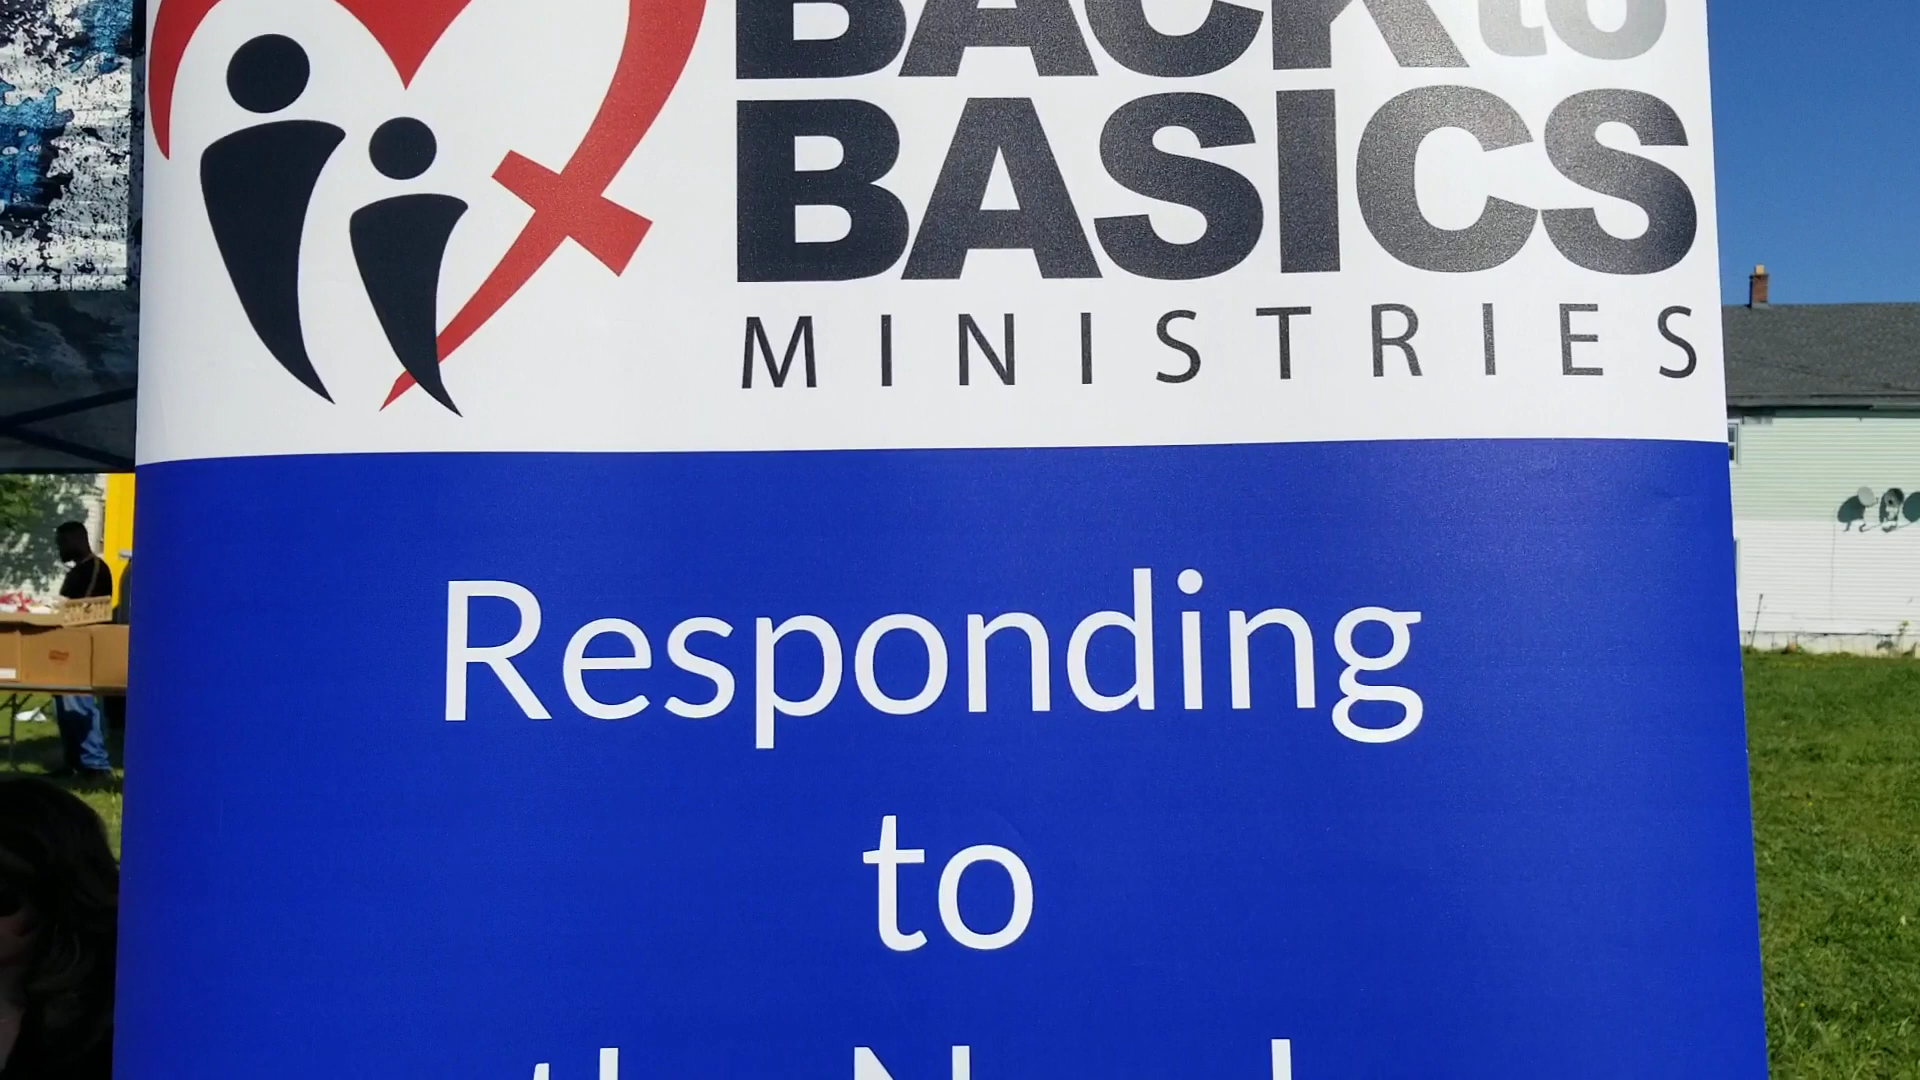 BACK to
BASICS
MINISTRIES
Responding
to